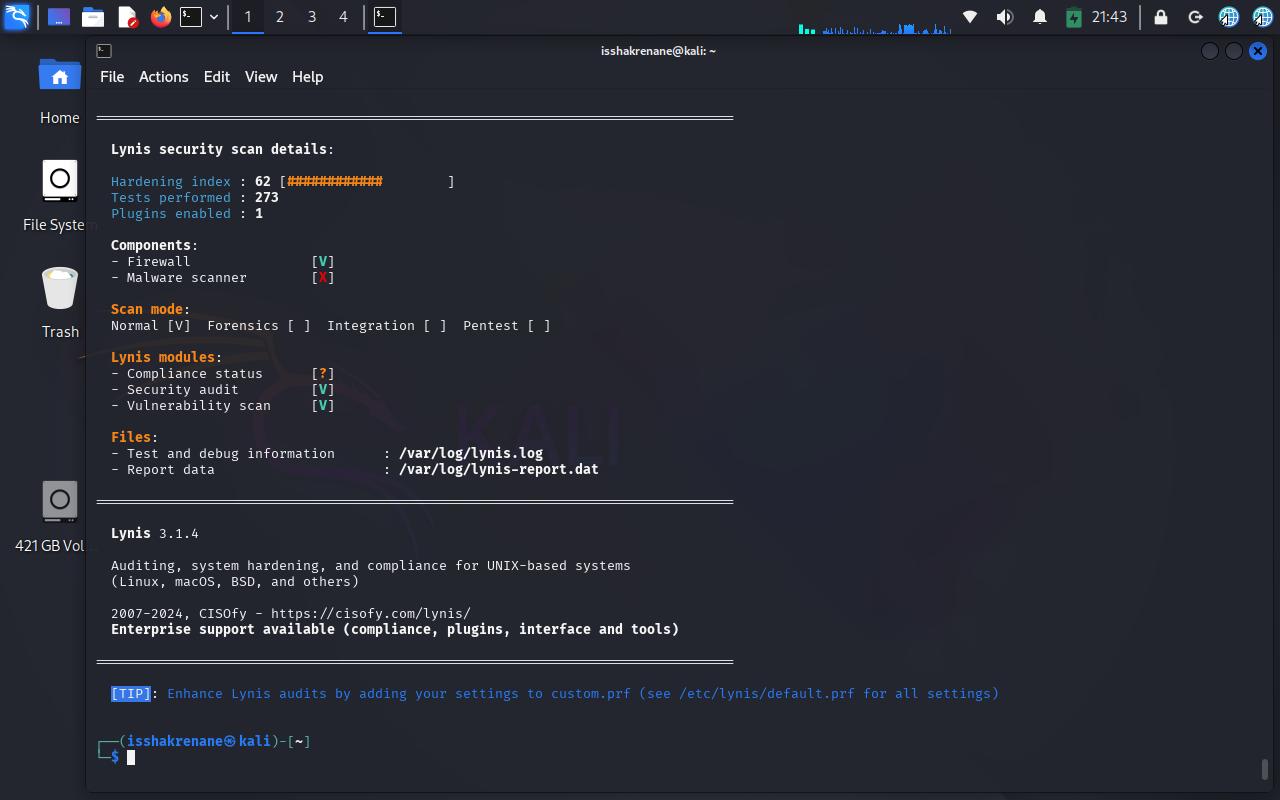 1 2 3 4 21:43
isshakrenane@kali: ~
File Actions Edit View Help
Home
File System
Trash
421 GB Vol...
Lynis security scan details:
Hardening index : 62 [############        ]
Tests performed : 273
Plugins enabled : 1
Components:
- Firewall               [V]
- Malware scanner        [X]
Scan mode:
Normal [V]  Forensics [ ]  Integration [ ]  Pentest [ ]
Lynis modules:
- Compliance status      [?]
- Security audit         [V]
- Vulnerability scan     [V]
Files:
- Test and debug information      : /var/log/lynis.log
- Report data                     : /var/log/lynis-report.dat
Lynis 3.1.4
Auditing, system hardening, and compliance for UNIX-based systems
(Linux, macOS, BSD, and others)
2007-2024, CISOfy - https://cisofy.com/lynis/
Enterprise support available (compliance, plugins, interface and tools)
[TIP]: Enhance Lynis audits by adding your settings to custom.prf (see /etc/lynis/default.prf for all settings)
┌──(isshakrenane㉿kali)-[~]
└─$
KALI